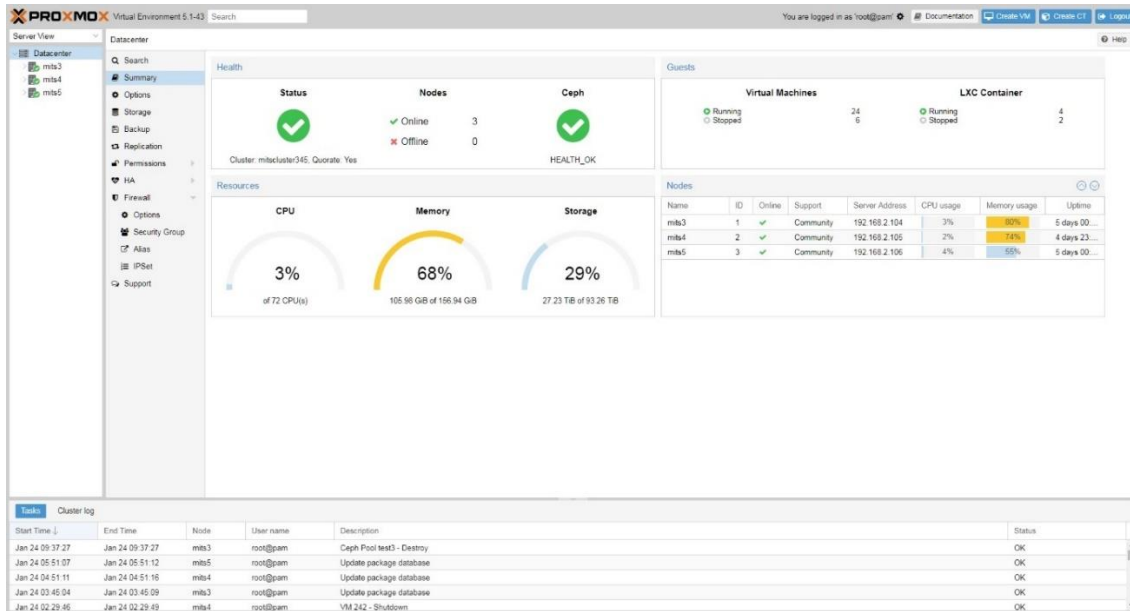 PROXMOX Virtual Environment 5.1-43 Search You are logged in as 'root@pam' Documentation Create VM Create CT Logout
Server View
Datacenter
mits3
mits4
mits5
Datacenter Help
Search
Summary
Options
Storage
Backup
Replication
Permissions
HA
Firewall
Options
Security Group
Alias
IPSet
Support
Health
Status Nodes Ceph
Online 3
Offline 0
Cluster: mitscluster345, Quorate: Yes HEALTH_OK
Guests
Virtual Machines LXC Container
Running 24 Running 4
Stopped 6 Stopped 2
Resources
CPU Memory Storage
3% 68% 29%
of 72 CPU(s) 105.98 GiB of 156.94 GiB 27.23 TiB of 93.26 TiB
Nodes
Name ID Online Support Server Address CPU usage Memory usage Uptime
mits3 1 Community 192.168.2.104 3% 80% 5 days 00:...
mits4 2 Community 192.168.2.105 2% 74% 4 days 23:...
mits5 3 Community 192.168.2.106 4% 55% 5 days 00:...
Tasks Cluster log
Start Time ↓ End Time Node User name Description Status
Jan 24 09:37:27 Jan 24 09:37:27 mits3 root@pam Ceph Pool test3 - Destroy OK
Jan 24 05:51:07 Jan 24 05:51:12 mits5 root@pam Update package database OK
Jan 24 04:51:11 Jan 24 04:51:16 mits4 root@pam Update package database OK
Jan 24 03:45:04 Jan 24 03:45:09 mits3 root@pam Update package database OK
Jan 24 02:29:46 Jan 24 02:29:49 mits4 root@pam VM 242 - Shutdown OK